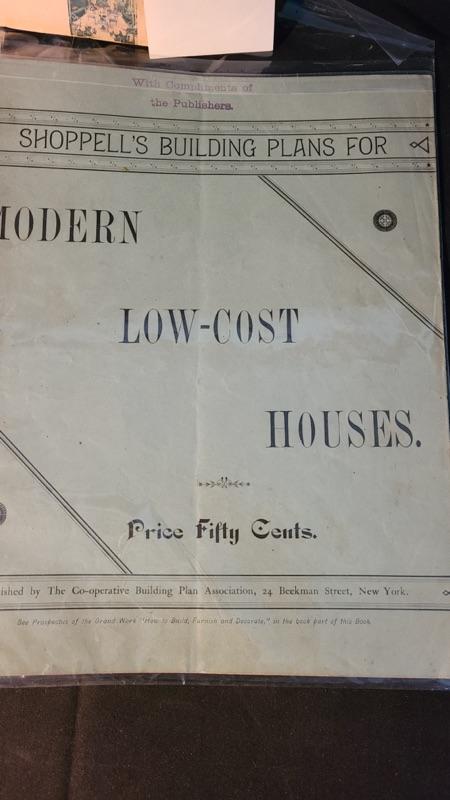 With Compliments of
the Publishers.
SHOPPELL'S BUILDING PLANS FOR
MODERN
LOW-COST
HOUSES.
Price Fifty Cents.
ished by The Co-operative Building Plan Association, 24 Beekman Street, New York.
See Prospectus of the Grand Work "How to Build, Furnish and Decorate," in the back part of this Book.